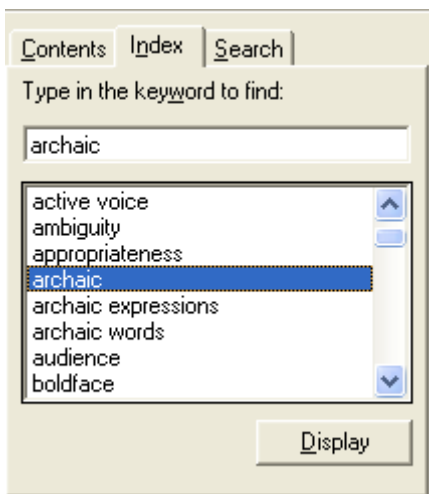 Contents Index Search
Type in the keyword to find:
archaic
active voice
ambiguity
appropriateness
archaic
archaic expressions
archaic words
audience
boldface
Display